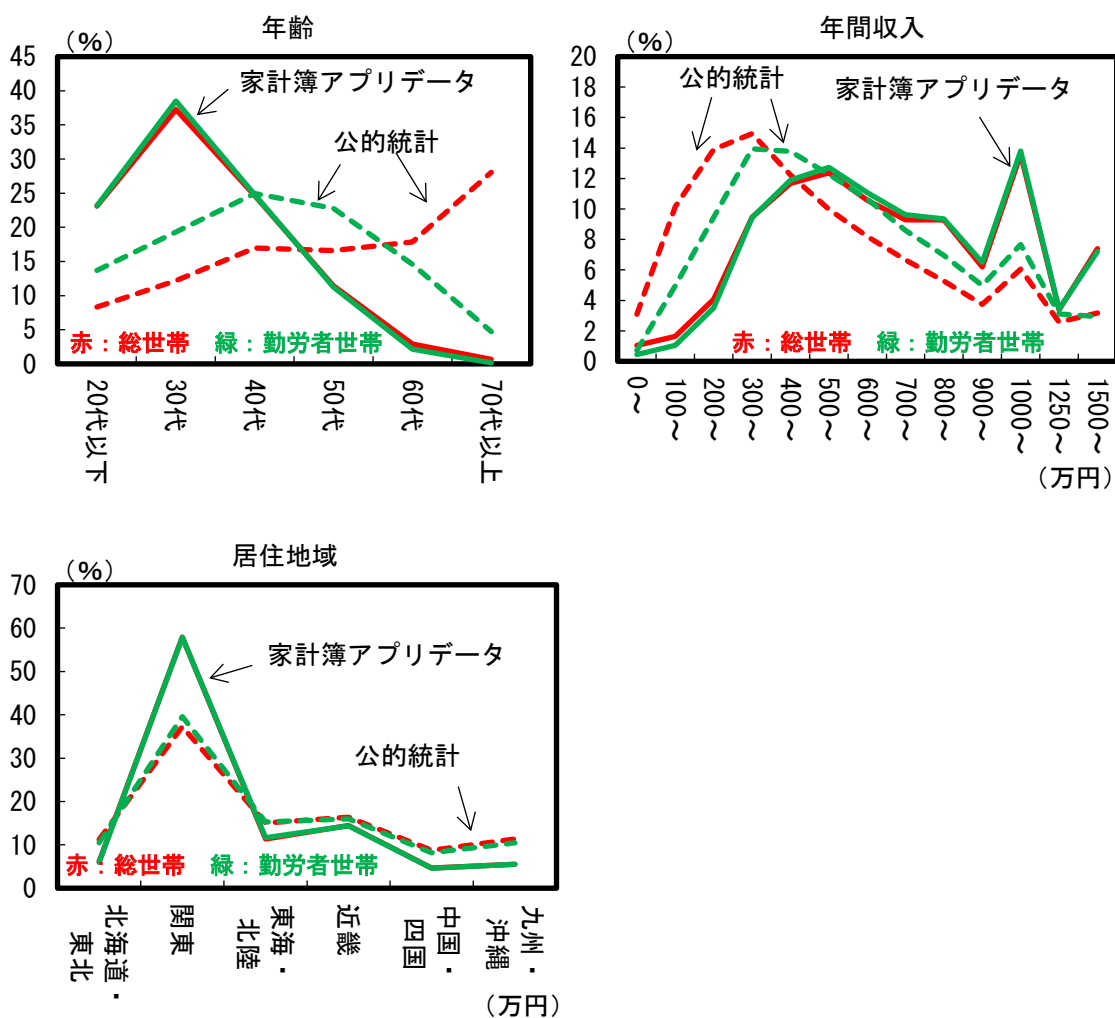 年齢
（%）
45
40
35
30
25
20
15
10
5
0
家計簿アプリデータ
公的統計
赤：総世帯 緑：勤労者世帯
20代以下
30代
40代
50代
60代
70代以上
年間収入
（%）
20
18
16
14
12
10
8
6
4
2
0
公的統計
家計簿アプリデータ
赤：総世帯 緑：勤労者世帯
0～
100～
200～
300～
400～
500～
600～
700～
800～
900～
1000～
1250～
1500～
（万円）
居住地域
（%）
70
60
50
40
30
20
10
0
家計簿アプリデータ
公的統計
赤：総世帯 緑：勤労者世帯
北海道・
東北
関東
東海・
北陸
近畿
中国・
四国
九州・
沖縄
（万円）